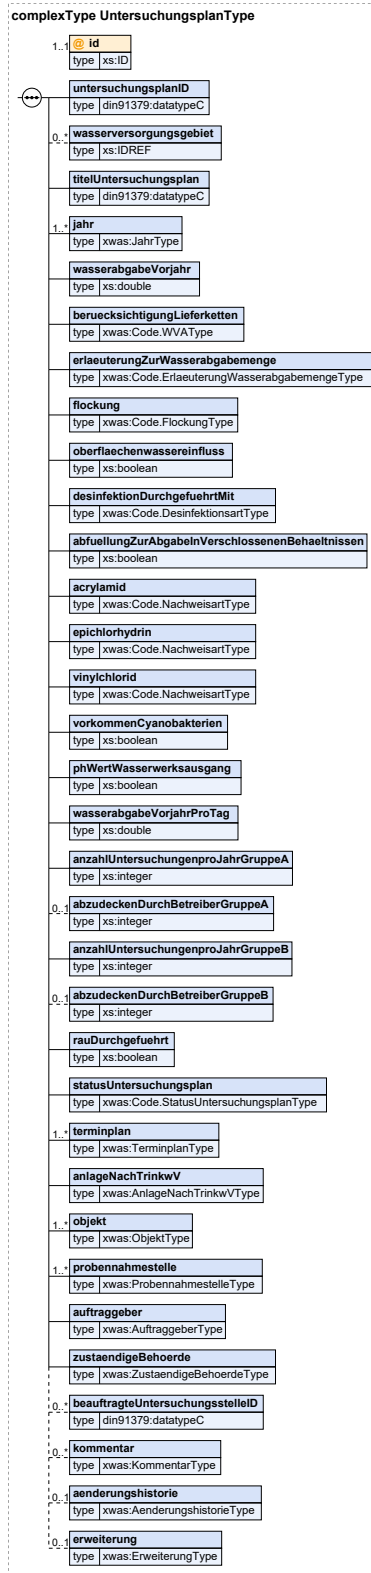 complexType UntersuchungsplanType
1..1 @ id
type xs:ID
untersuchungsplanID
type din91379:datatypeC
0..* wasserversorgungsgebiet
type xs:IDREF
titelUntersuchungsplan
type din91379:datatypeC
1..* jahr
type xwas:JahrType
wasserabgabeVorjahr
type xs:double
beruecksichtigungLieferketten
type xwas:Code.WVAType
erlaeuterungZurWasserabgabemenge
type xwas:Code.ErlaeuterungWasserabgabemengeType
flockung
type xwas:Code.FlockungType
oberflaechenwassereinfluss
type xs:boolean
desinfektionDurchgefuehrtMit
type xwas:Code.DesinfektionsartType
abfuellungZurAbgabeInVerschlossenenBehaeltnissen
type xs:boolean
acrylamid
type xwas:Code.NachweisartType
epichlorhydrin
type xwas:Code.NachweisartType
vinylchlorid
type xwas:Code.NachweisartType
vorkommenCyanobakterien
type xs:boolean
phWertWasserwerksausgang
type xs:boolean
wasserabgabeVorjahrProTag
type xs:double
anzahlUntersuchungenproJahrGruppeA
type xs:integer
0..1 abzudeckenDurchBetreiberGruppeA
type xs:integer
anzahlUntersuchungenproJahrGruppeB
type xs:integer
0..1 abzudeckenDurchBetreiberGruppeB
type xs:integer
rauDurchgefuehrt
type xs:boolean
statusUntersuchungsplan
type xwas:Code.StatusUntersuchungsplanType
1..* terminplan
type xwas:TerminplanType
anlageNachTrinkwV
type xwas:AnlageNachTrinkwVType
1..* objekt
type xwas:ObjektType
1..* probennahmestelle
type xwas:ProbennahmestelleType
auftraggeber
type xwas:AuftraggeberType
zustaendigeBehoerde
type xwas:ZustaendigeBehoerdeType
0..* beauftragteUntersuchungsstelleID
type din91379:datatypeC
0..* kommentar
type xwas:KommentarType
0..1 aenderungshistorie
type xwas:AenderungshistorieType
0..1 erweiterung
type xwas:ErweiterungType